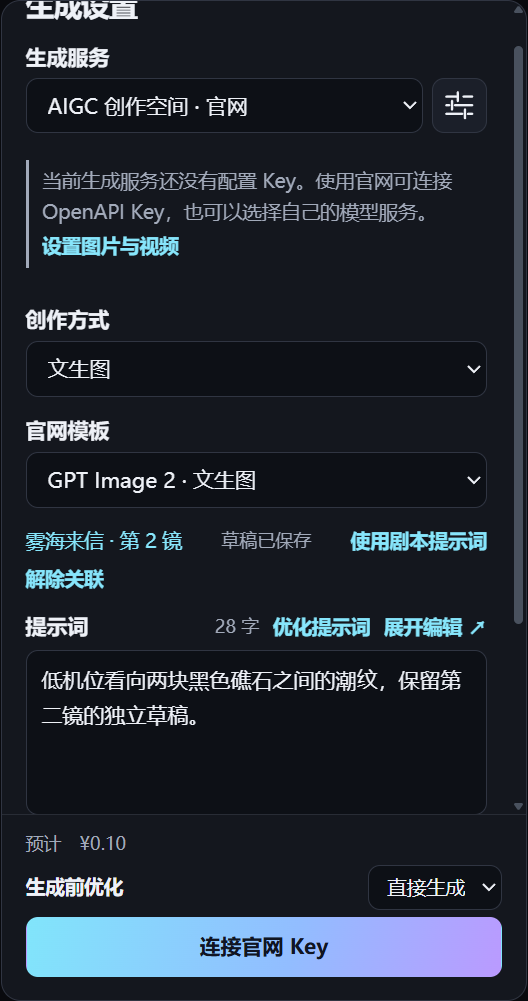 生成设置
生成服务
AIGC 创作空间 · 官网
当前生成服务还没有配置 Key。使用官网可连接
OpenAPI Key，也可以选择自己的模型服务。
设置图片与视频
创作方式
文生图
官网模板
GPT Image 2 · 文生图
雾海来信 · 第 2 镜 草稿已保存 使用剧本提示词
解除关联
提示词 28 字 优化提示词 展开编辑 ↗
低机位看向两块黑色礁石之间的潮纹，保留第
二镜的独立草稿。
预计 ¥0.10
生成前优化 直接生成
连接官网 Key